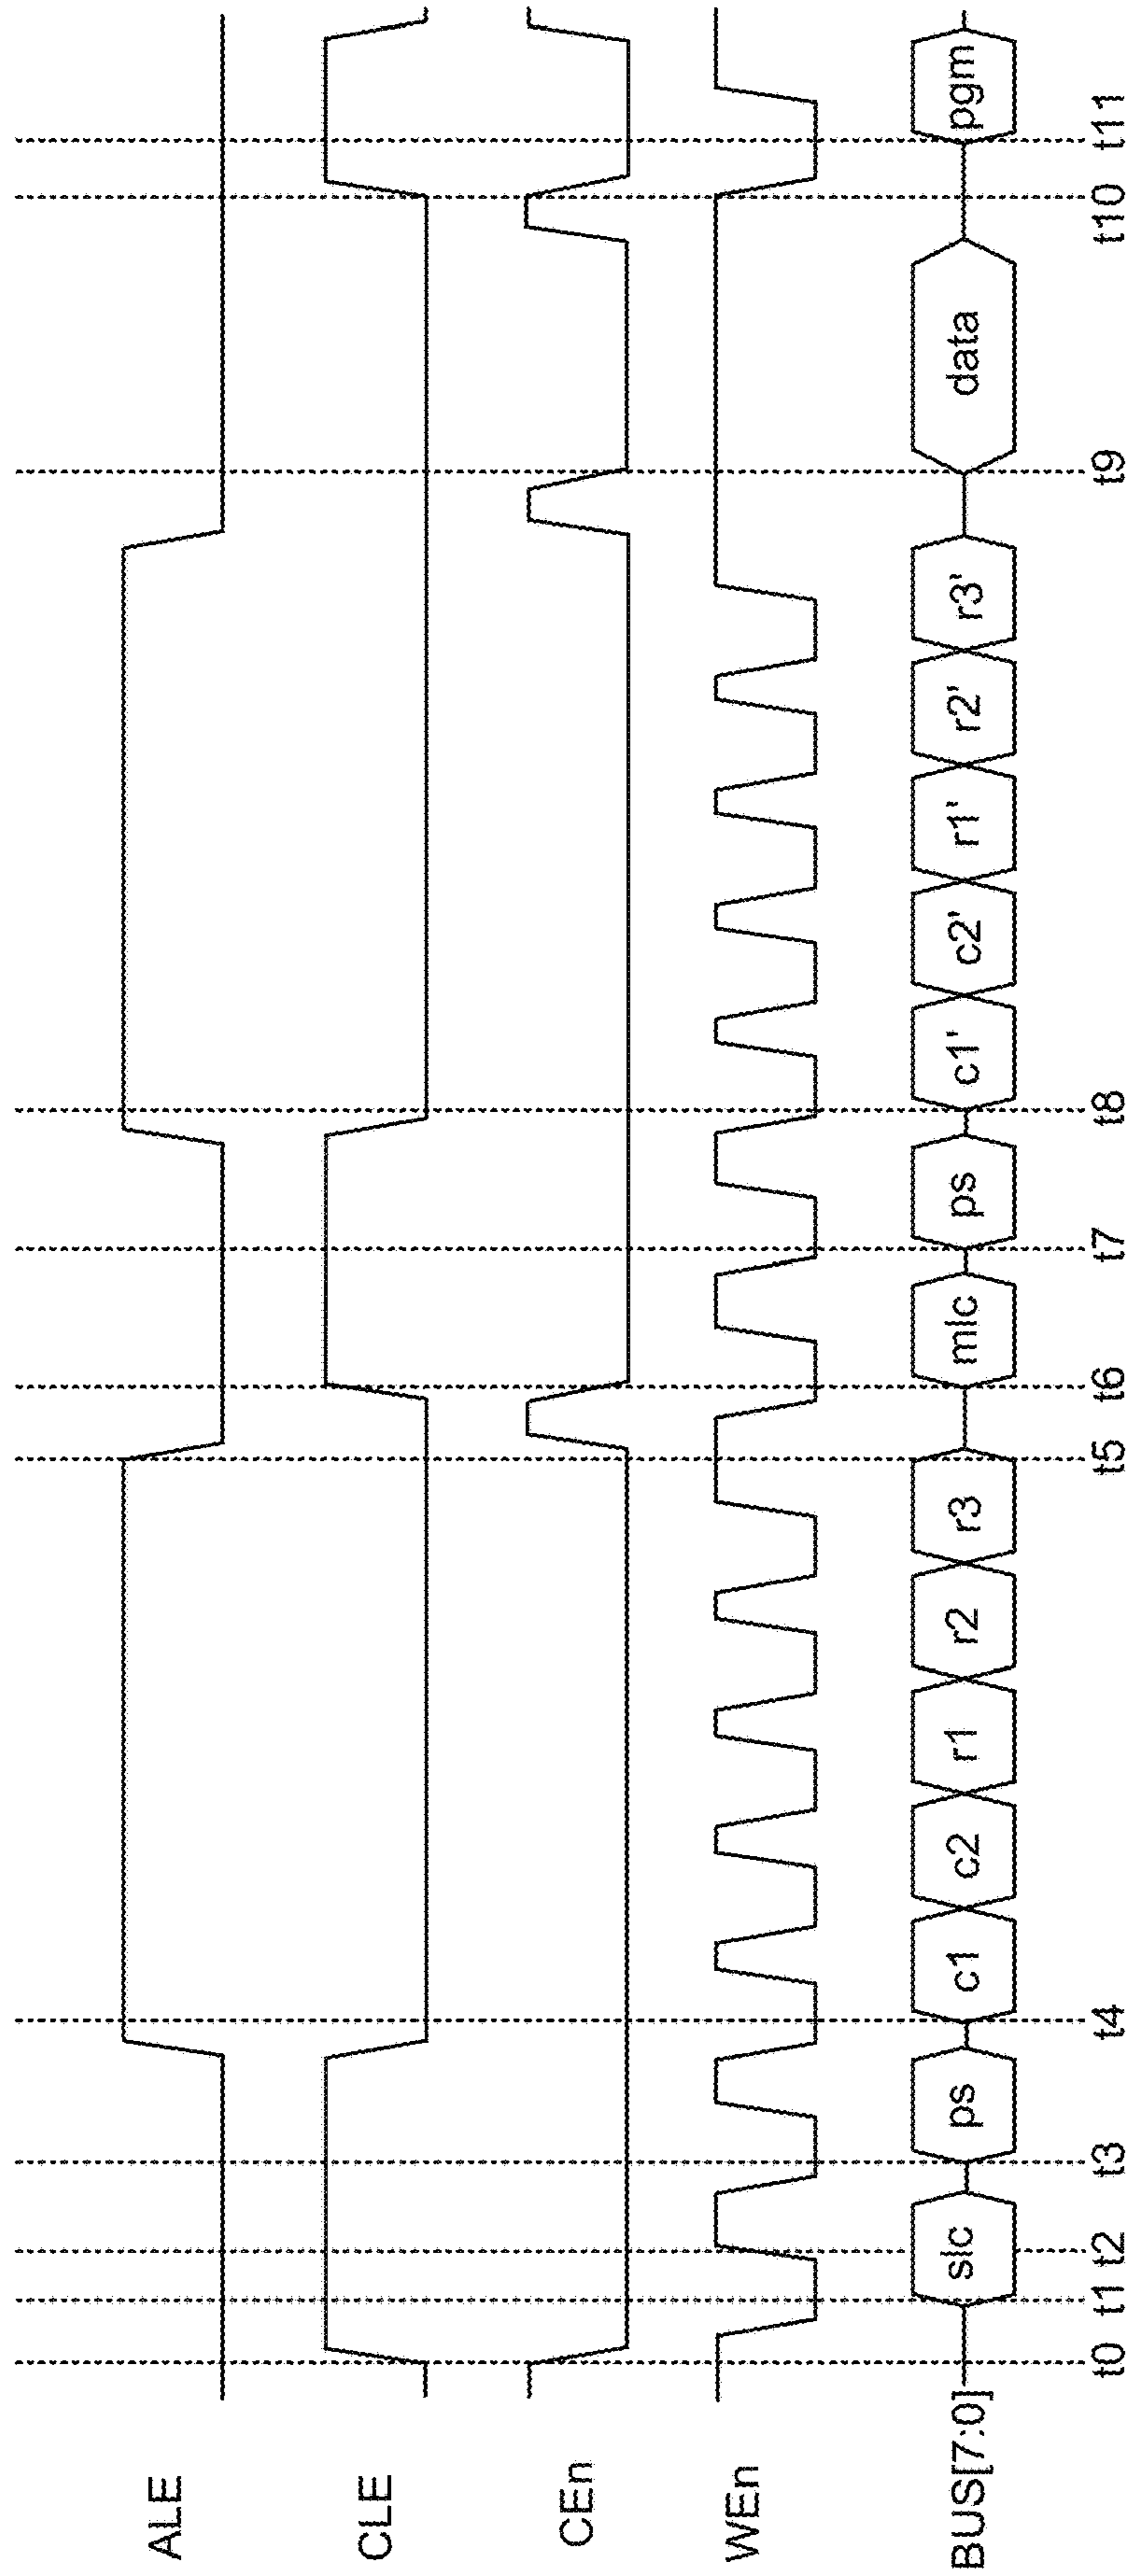 ALE
CLE
CEn
WEn
BUS[7:0] slc ps c1 c2 r1 r2 r3 mlc ps c1' c2' r1' r2' r3' data pgm
t0 t1 t2 t3 t4 t5 t6 t7 t8 t9 t10 t11